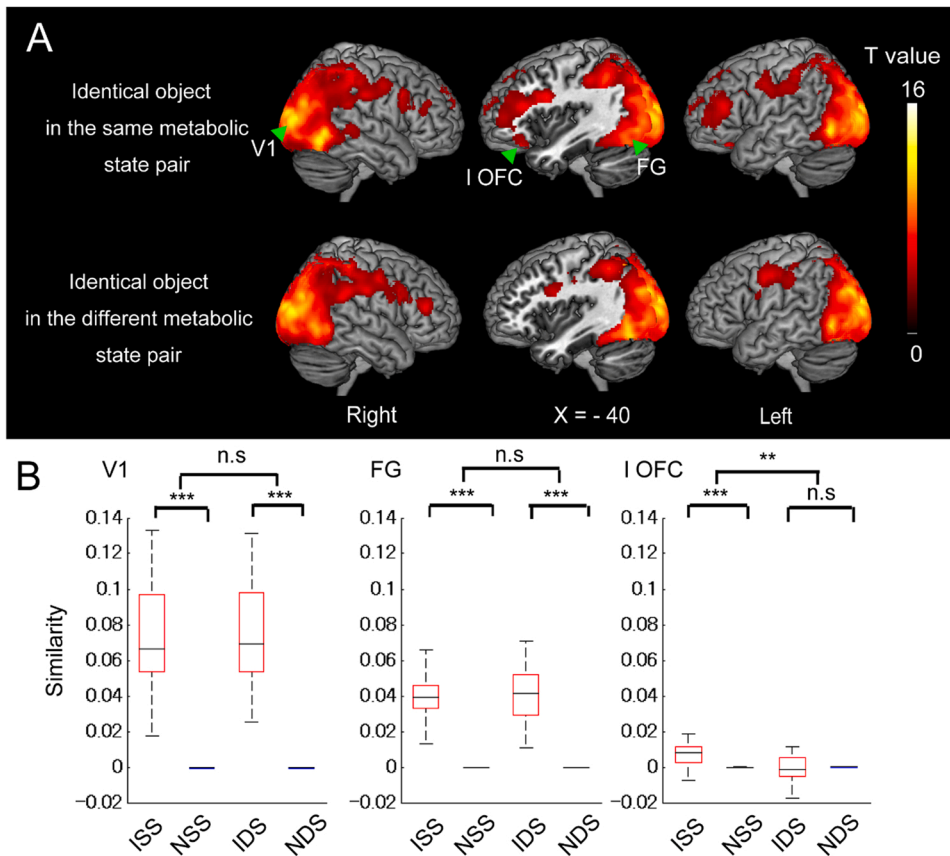 A
Identical object
in the same metabolic
state pair
V1
l OFC
FG
T value
16
0
Identical object
in the different metabolic
state pair
Right
X = - 40
Left
B
V1
n.s
***
***
FG
n.s
***
***
l OFC
**
***
n.s
Similarity
0.14
0.12
0.1
0.08
0.06
0.04
0.02
0
−0.02
ISS
NSS
IDS
NDS
0.14
0.12
0.1
0.08
0.06
0.04
0.02
0
−0.02
ISS
NSS
IDS
NDS
0.14
0.12
0.1
0.08
0.06
0.04
0.02
0
−0.02
ISS
NSS
IDS
NDS